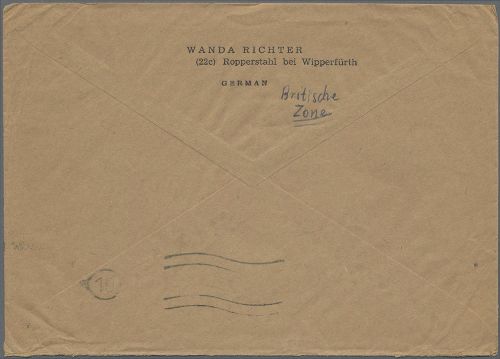 WANDA RICHTER
(22c) Ropperstahl bei Wipperfürth
GERMAN
Britische
Zone
10